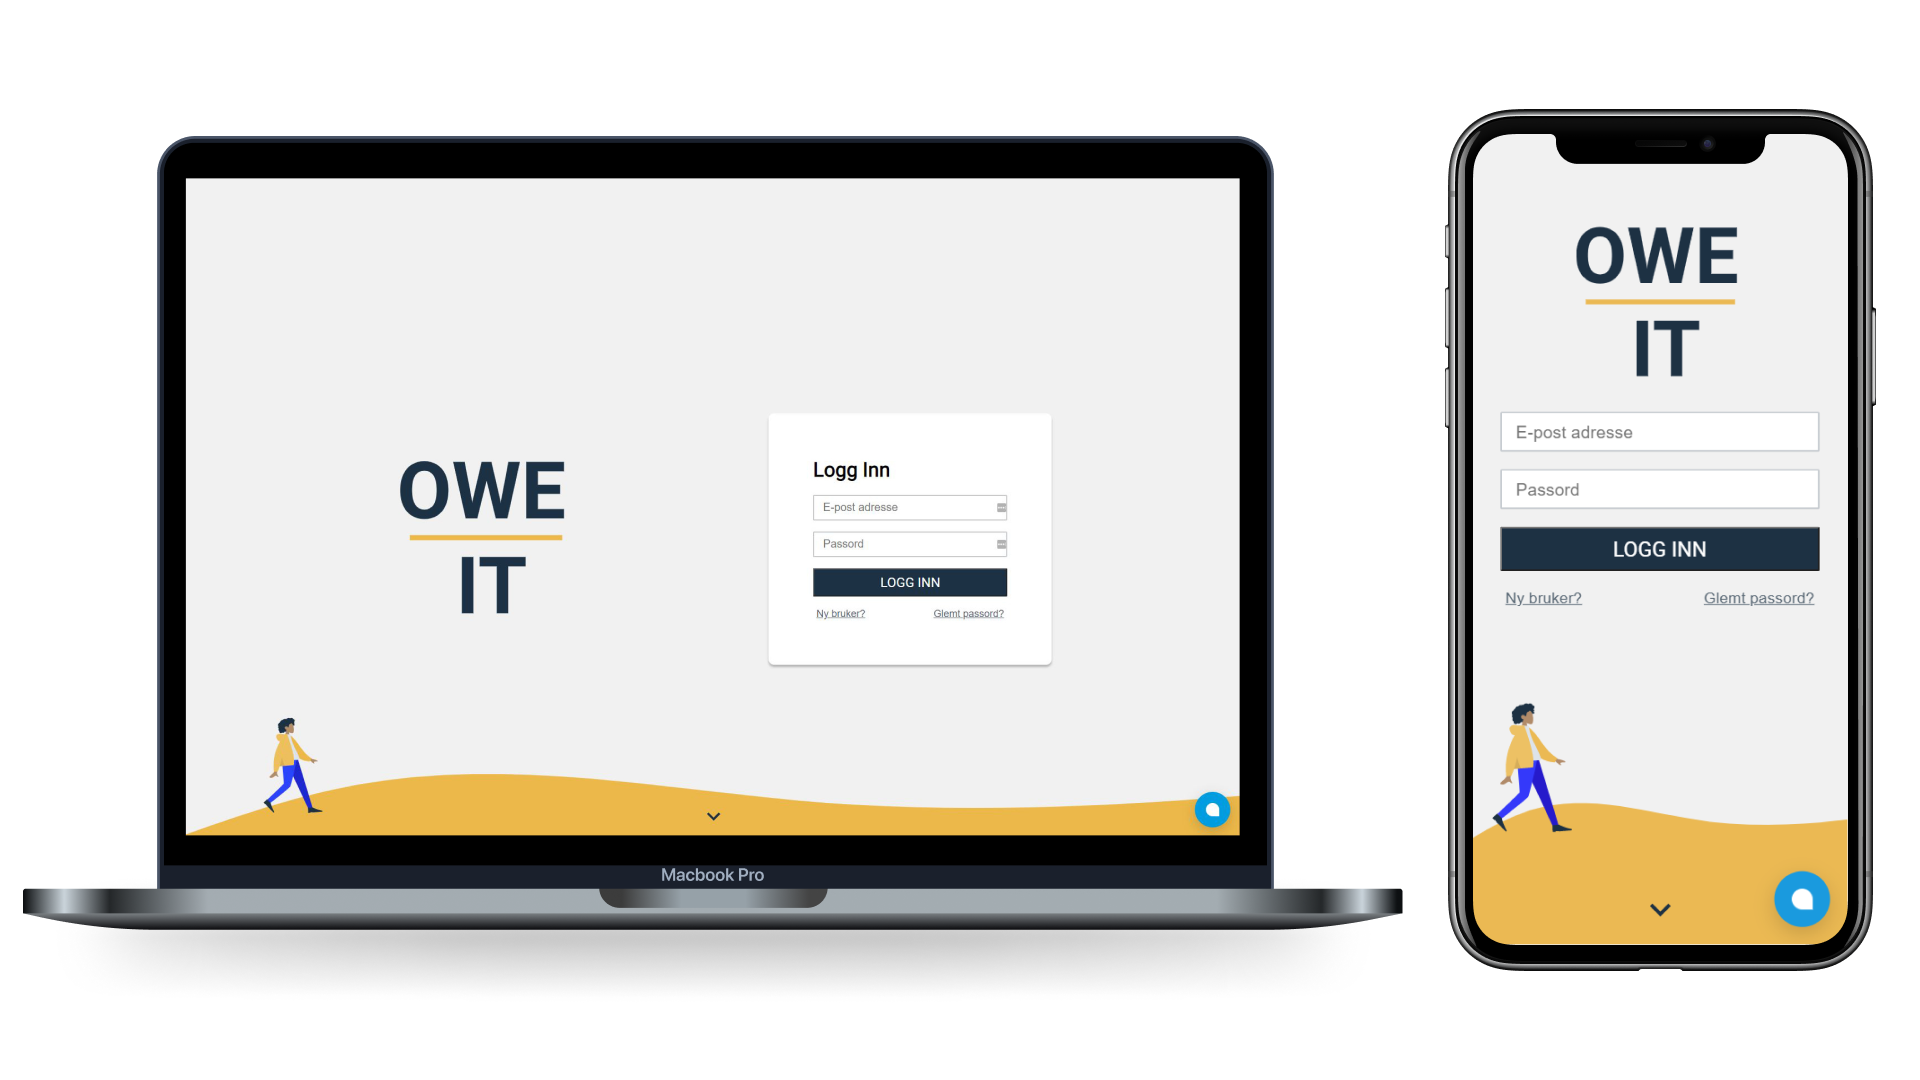 OWE
IT
Logg Inn
E-post adresse
Passord
LOGG INN
Ny bruker? Glemt passord?
Macbook Pro
OWE
IT
E-post adresse
Passord
LOGG INN
Ny bruker? Glemt passord?